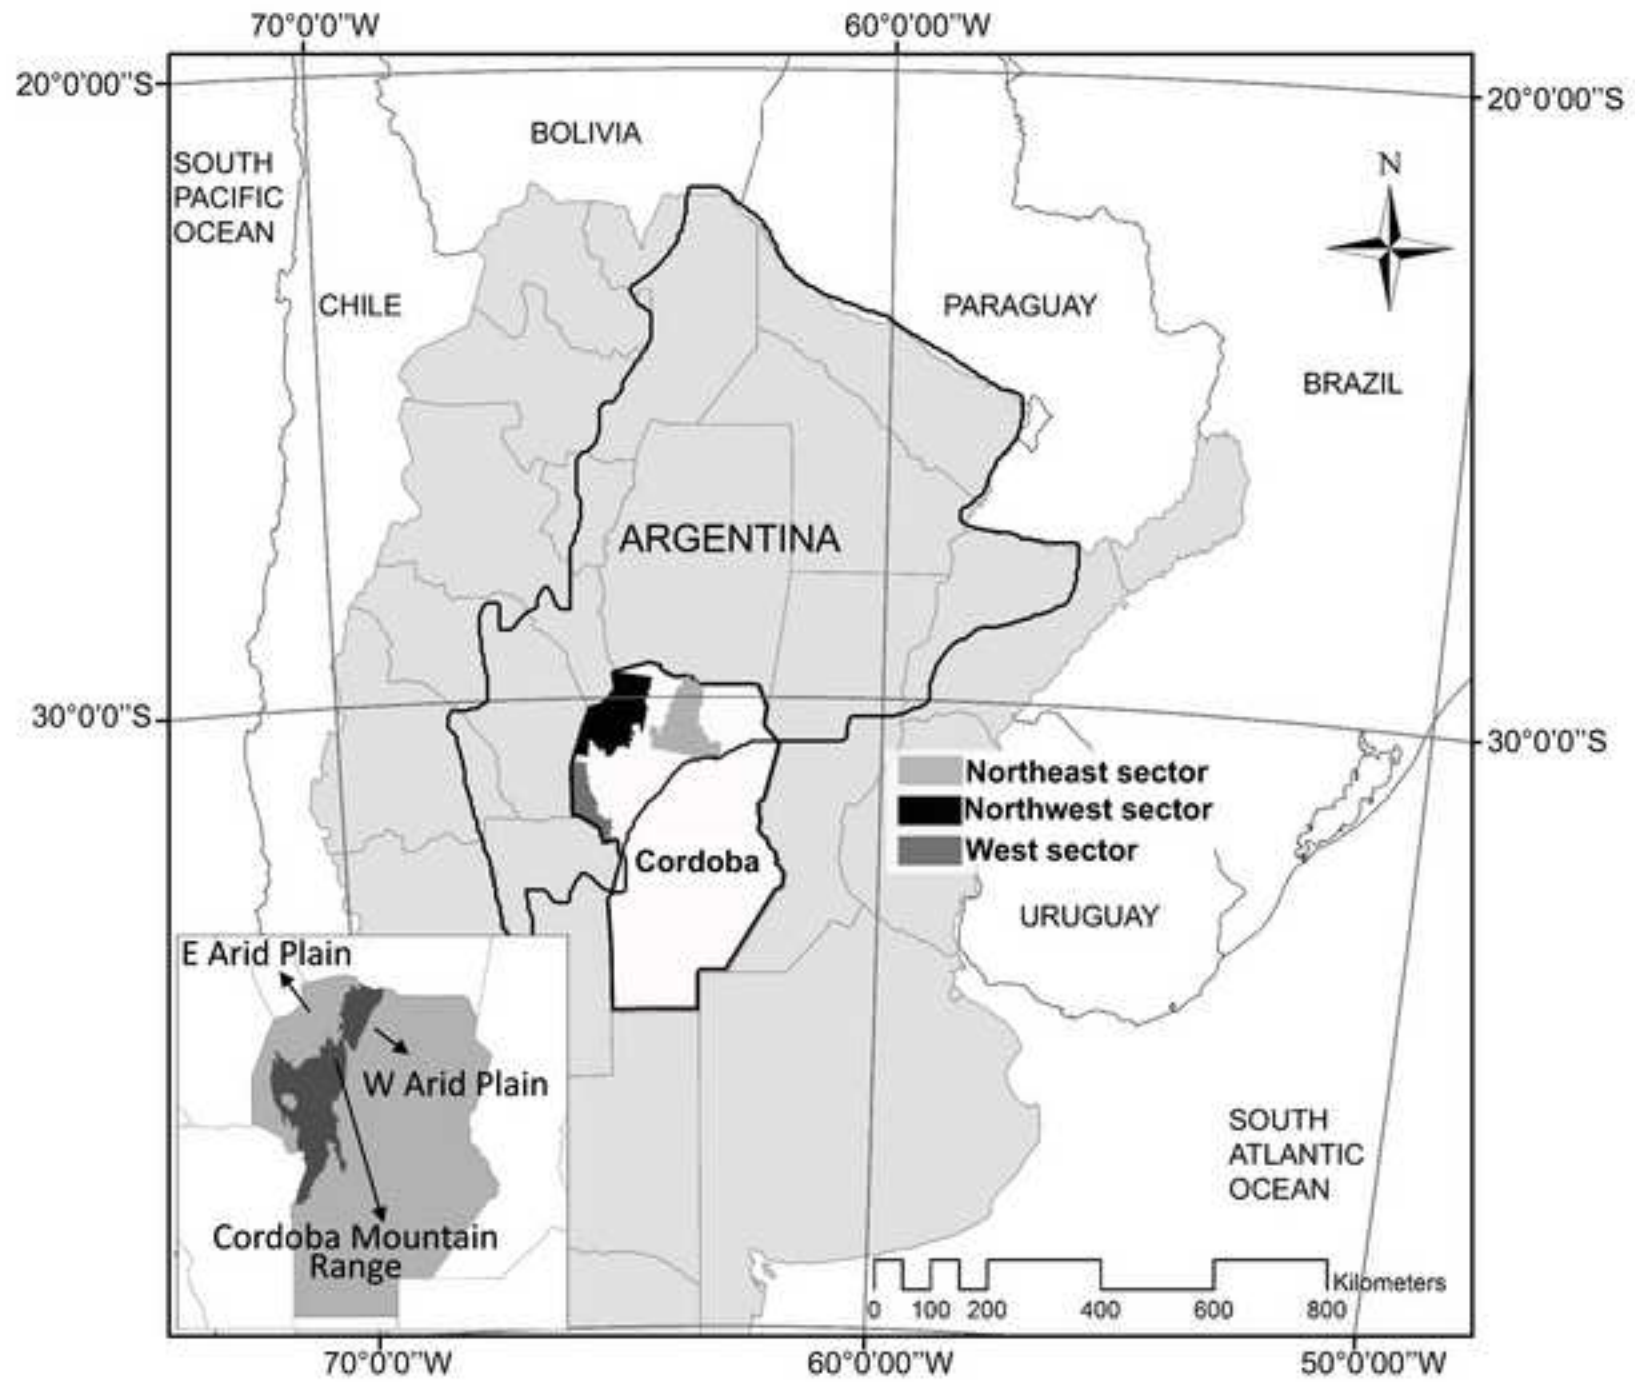 70°0'0''W
60°0'0''W
20°0'00''S
20°0'00''S
BOLIVIA
SOUTH
PACIFIC
OCEAN
N
CHILE
PARAGUAY
BRAZIL
ARGENTINA
30°0'0''S
30°0'0''S
Northeast sector
Northwest sector
West sector
Cordoba
URUGUAY
E Arid Plain
W Arid Plain
Cordoba Mountain
Range
SOUTH
ATLANTIC
OCEAN
Kilometers
0 100 200 400 600 800
70°0'0''W
60°0'00''W
50°0'00''W